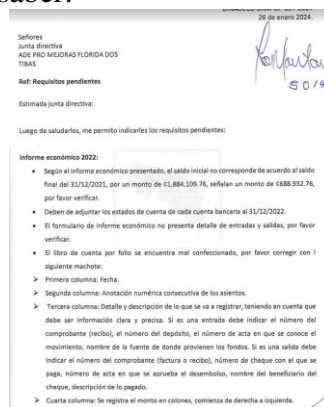 saber:
26 de enero 2024.
Señores
Junta directiva
ADE PRO MEJORAS FLORIDA DOS
TIBAS
Ref: Requisitos pendientes
Estimada junta directiva:
Luego de saludarlos, me permito indicarles los requisitos pendientes:
Informe económico 2022:
• Según el informe económico presentado, el saldo inicial no corresponde de acuerdo al saldo
final del 31/12/2021, por un monto de ¢1,884.109.76, señalan un monto de ¢688.932.76,
por favor verificar.
• Deben de adjuntar los estados de cuenta de cada cuenta bancaria al 31/12/2022.
• El formulario de informe económico no presenta detalle de entradas y salidas, por favor
verificar.
• El libro de cuenta por folio se encuentra mal confeccionado, por favor corregir con l
siguiente machote:
➢ Primera columna: Fecha.
➢ Segunda columna: Anotación numérica consecutiva de los asientos.
➢ Tercera columna: Detalle y descripción de lo que se va a registrar, teniendo en cuenta que
debe ser información clara y precisa. Si es una entrada debe indicar el número del
comprobante (recibo), el número del depósito, el número de acta en que se conoce el
movimiento, nombre de la fuente de donde provienen los fondos. Si es una salida debe
indicar el número del comprobante (factura o recibo), número de cheque con el que se
paga, número de acta en que se aprueba el desembolso, nombre del beneficiario del
cheque, descripción de lo pagado.
➢ Cuarta columna: Se registra el monto en colones, comienza de derecha a izquierda.